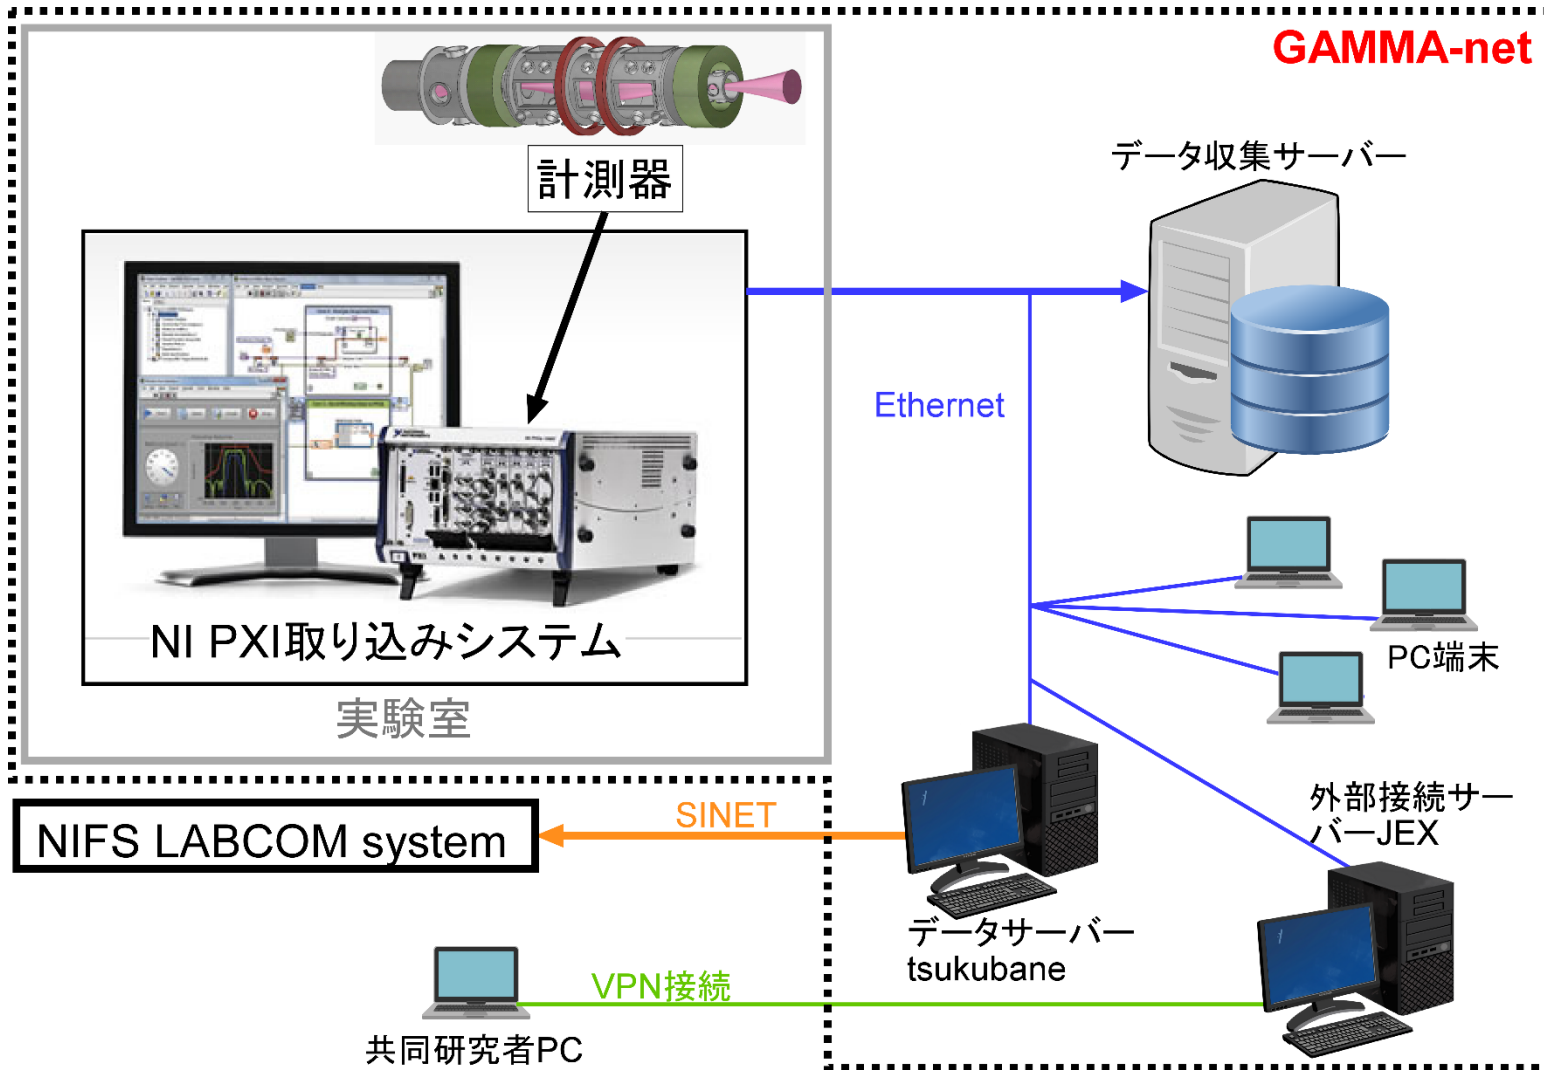 GAMMA-net
計測器
データ収集サーバー
Ethernet
NI PXI取り込みシステム
実験室
PC端末
SINET
NIFS LABCOM system
外部接続サー
バーJEX
データサーバー
tsukubane
VPN接続
共同研究者PC